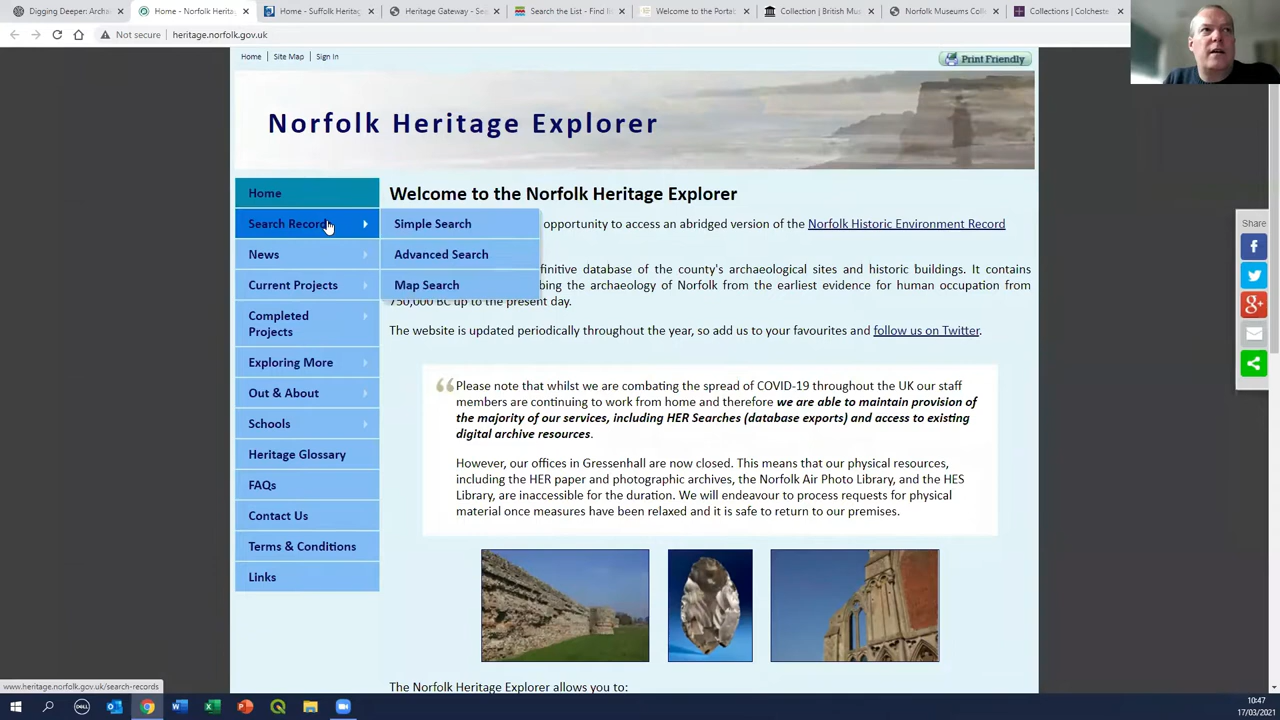 Digging Deeper: Archa
Home - Norfolk Herita
Home - Suffolk Heritag
Heritage Gateway - Se
Search the List - Find li
Welcome to the Portab
Collection | British Mus
Norfolk Museums Coll
Collections | Colcheste
Not secure
heritage.norfolk.gov.uk
Home
Site Map
Sign In
Print Friendly
Norfolk Heritage Explorer
Home
Search Record
News
Current Projects
Completed
Projects
Exploring More
Out & About
Schools
Heritage Glossary
FAQs
Contact Us
Terms & Conditions
Links
Simple Search
Advanced Search
Map Search
Welcome to the Norfolk Heritage Explorer
opportunity to access an abridged version of the Norfolk Historic Environment Record
finitive database of the county's archaeological sites and historic buildings. It contains
bing the archaeology of Norfolk from the earliest evidence for human occupation from
750,000 BC up to the present day.
The website is updated periodically throughout the year, so add us to your favourites and follow us on Twitter.
Please note that whilst we are combating the spread of COVID-19 throughout the UK our staff
members are continuing to work from home and therefore we are able to maintain provision of
the majority of our services, including HER Searches (database exports) and access to existing
digital archive resources.
However, our offices in Gressenhall are now closed. This means that our physical resources,
including the HER paper and photographic archives, the Norfolk Air Photo Library, and the HES
Library, are inaccessible for the duration. We will endeavour to process requests for physical
material once measures have been relaxed and it is safe to return to our premises.
The Norfolk Heritage Explorer allows you to:
Share
www.heritage.norfolk.gov.uk/search-records
10:47
17/03/2021